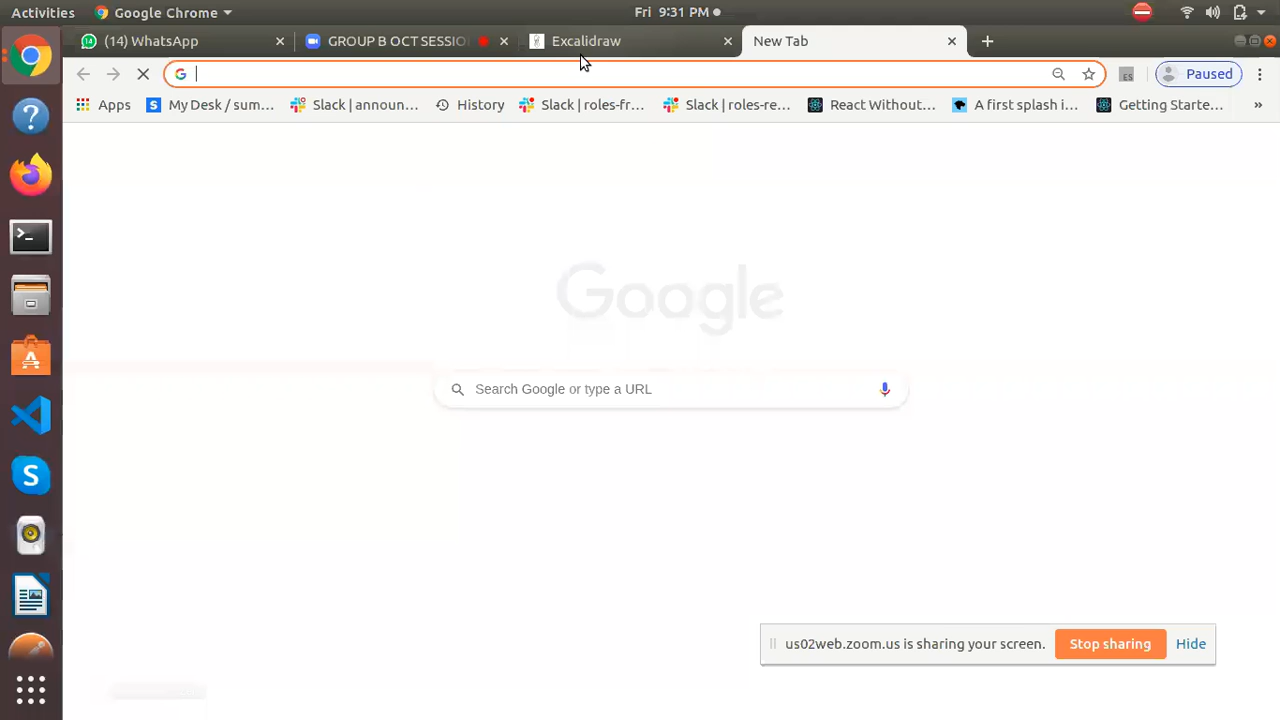 Activities Google Chrome Fri 9:31 PM
(14) WhatsApp GROUP B OCT SESSIO Excalidraw New Tab
ES Paused
Apps My Desk / sum... Slack | announ... History Slack | roles-fr... Slack | roles-re... React Without... A first splash i... Getting Starte... »
Google
Search Google or type a URL
us02web.zoom.us is sharing your screen. Stop sharing Hide